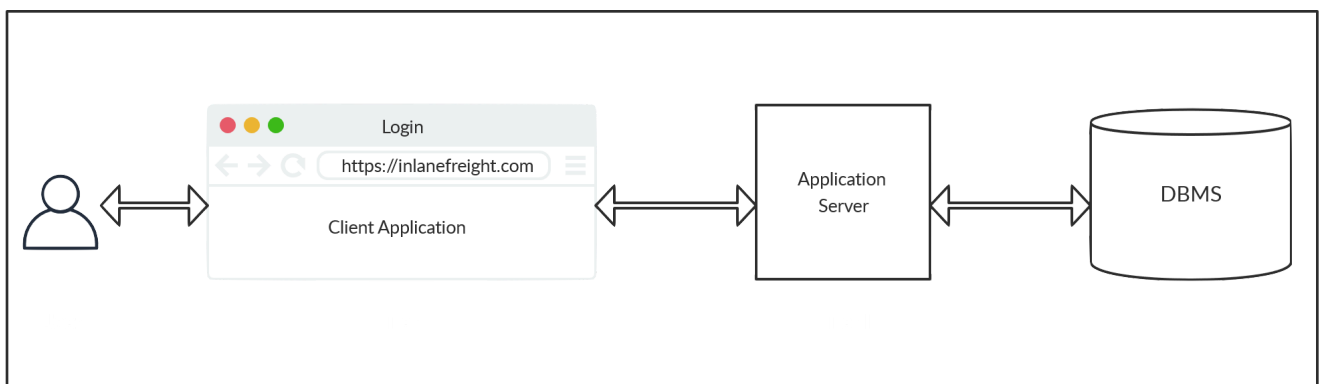 Login
https://inlanefreight.com
Client Application
Application
Server
DBMS